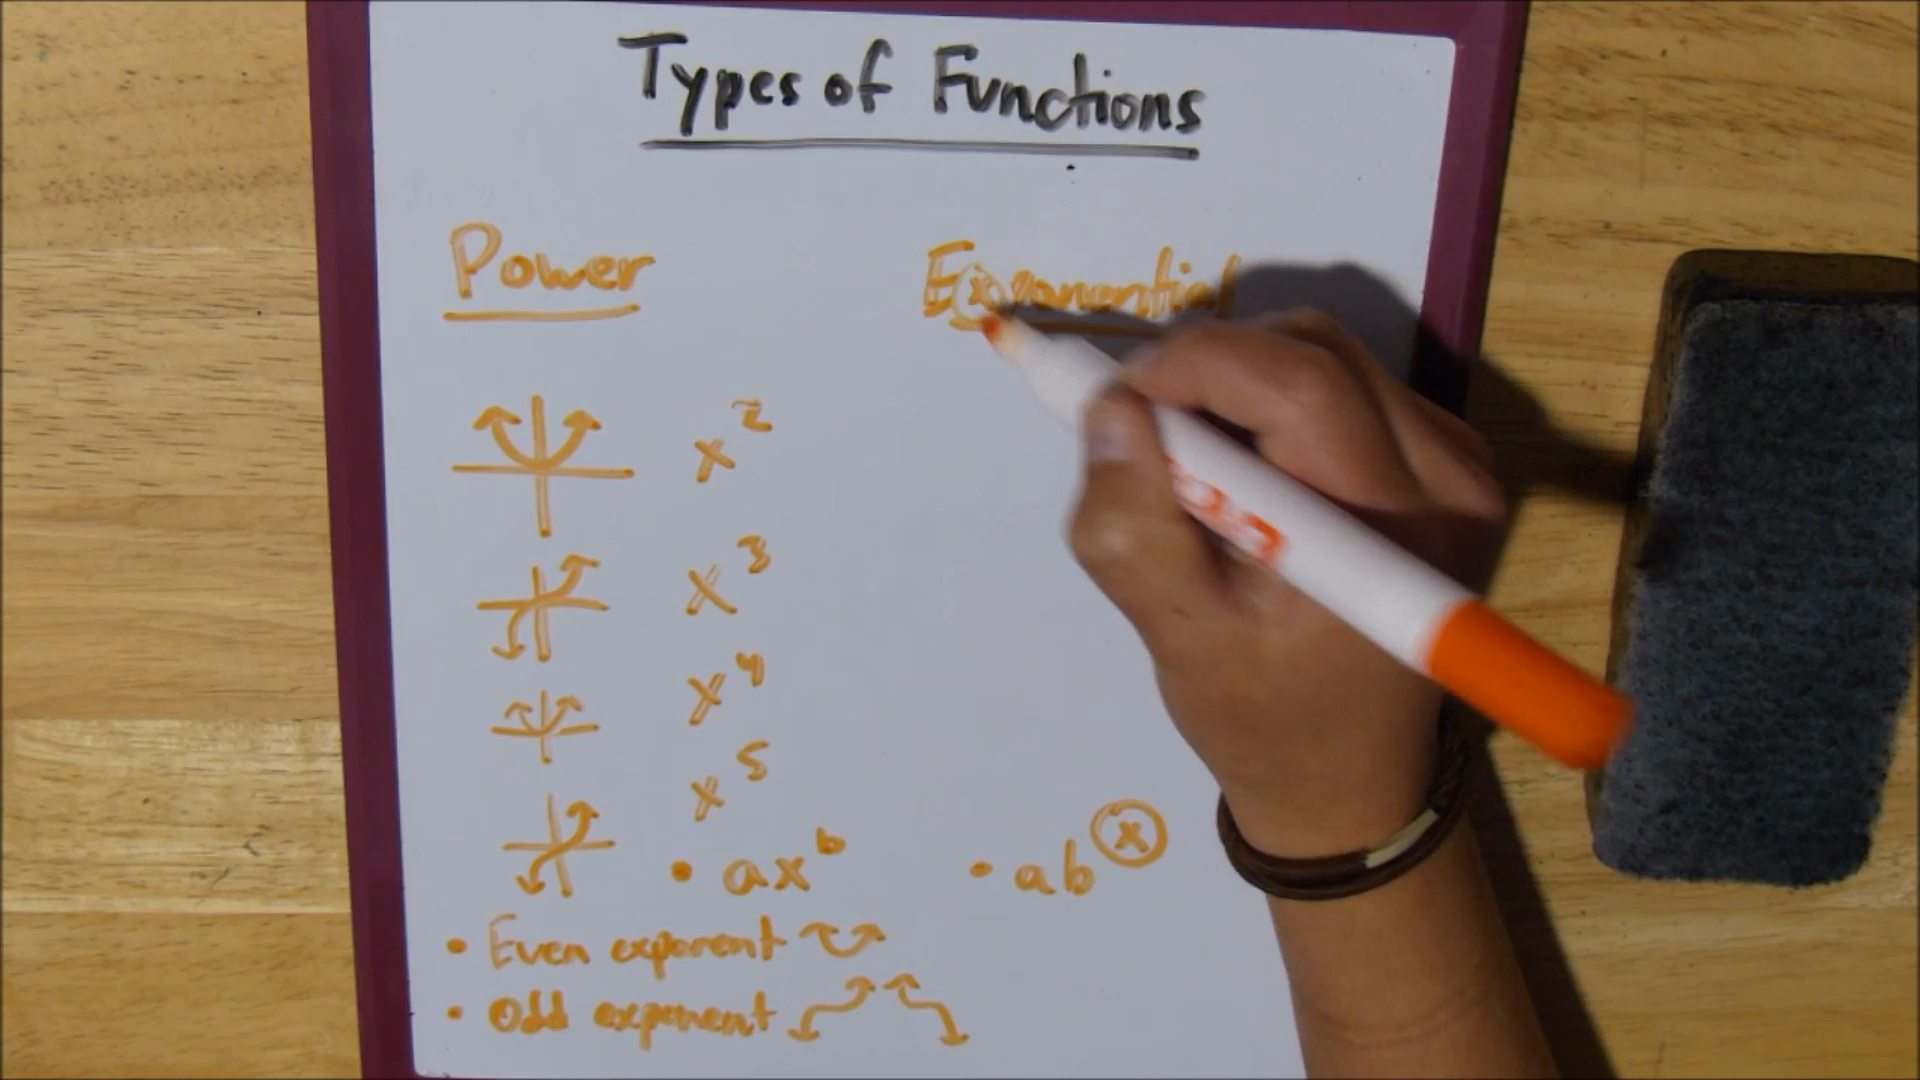 Types of Functions
Power
Exponential
x²
x³
x⁴
x⁵
• axᵇ
• abˣ
• Even exponent
• Odd exponent